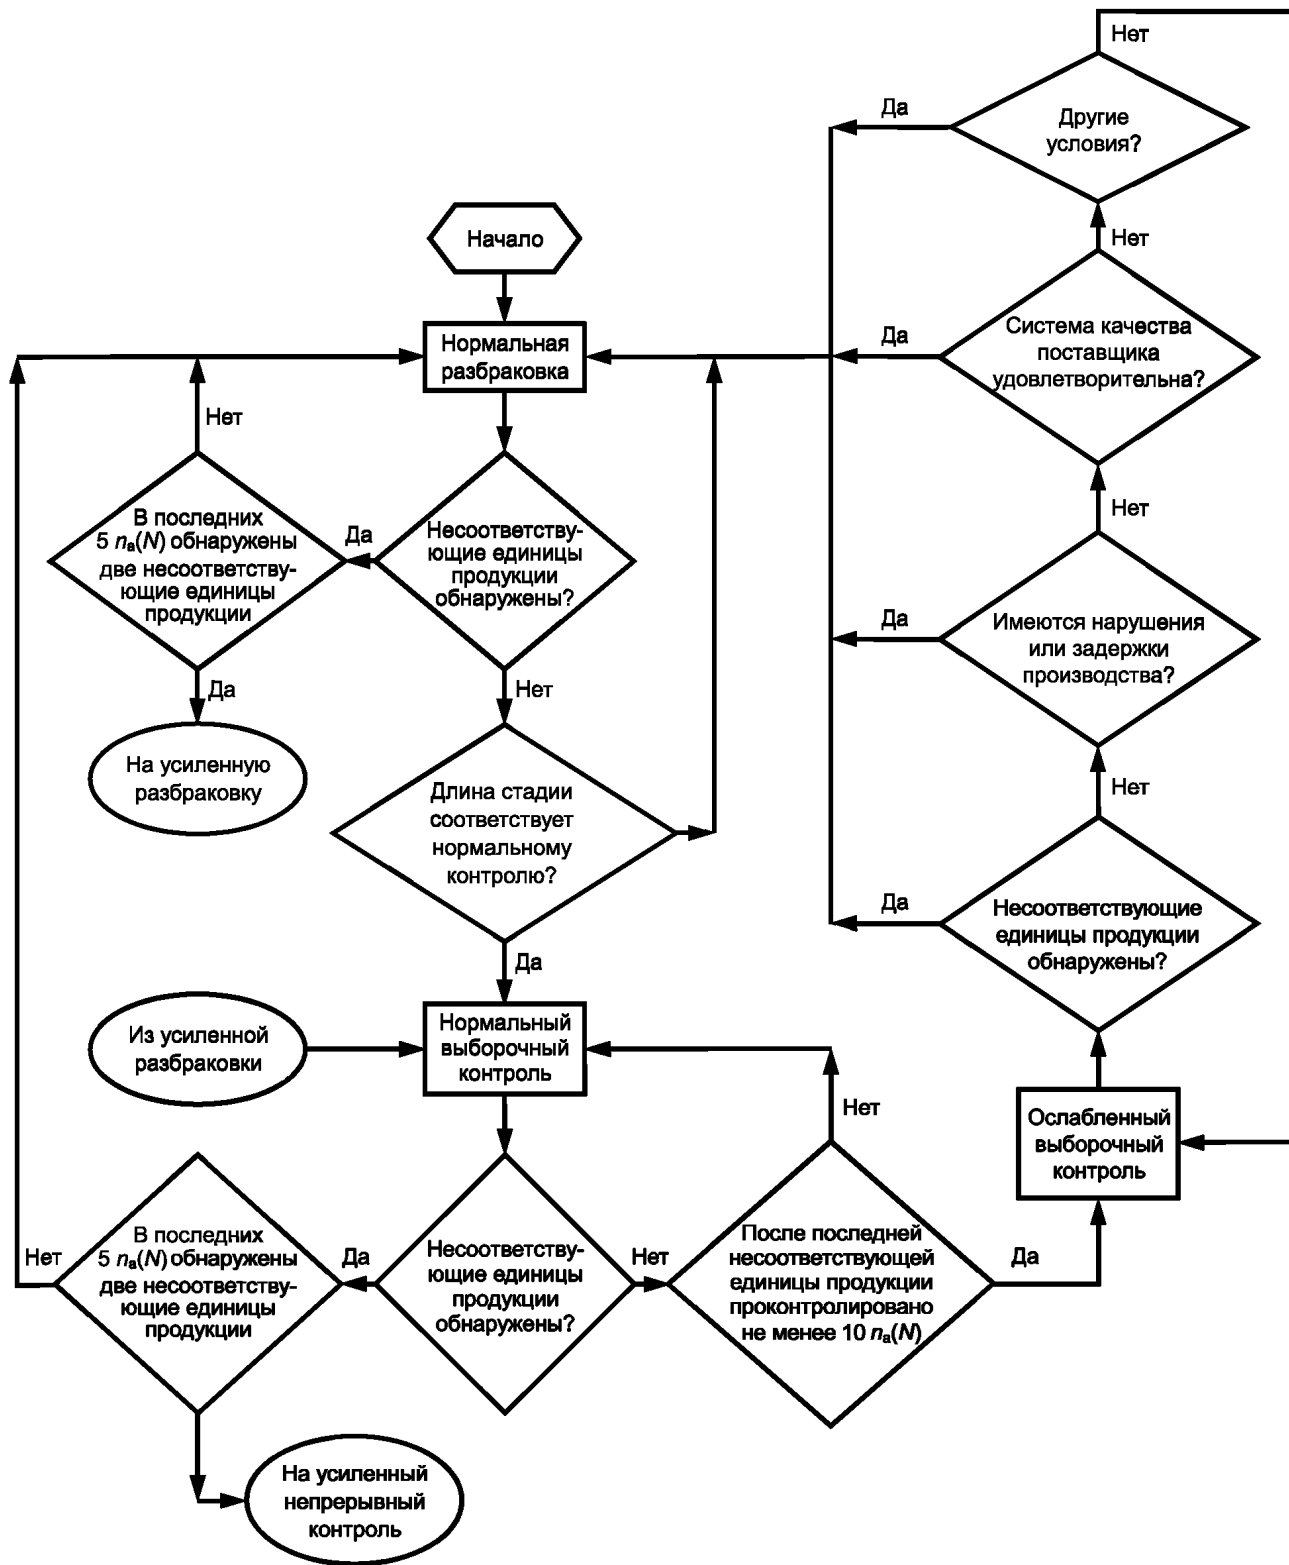 Нет
Да
Другие
условия?
Начало
Нет
Да
Система качества
поставщика
удовлетворительна?
Нормальная
разбраковка
Нет
Нет
В последних
5 nₐ(N) обнаружены
две несоответству-
ющие единицы
продукции
Да
Несоответству-
ющие единицы
продукции
обнаружены?
Да
Имеются нарушения
или задержки
производства?
Да
Нет
На усиленную
разбраковку
Длина стадии
соответствует
нормальному
контролю?
Нет
Да
Несоответствующие
единицы продукции
обнаружены?
Да
Из усиленной
разбраковки
Нормальный
выборочный
контроль
Нет
Ослабленный
выборочный
контроль
Нет
В последних
5 nₐ(N) обнаружены
две несоответству-
ющие единицы
продукции
Да
Несоответству-
ющие единицы
продукции
обнаружены?
Нет
После последней
несоответствующей
единицы продукции
проконтролировано
не менее 10 nₐ(N)
Да
На усиленный
непрерывный
контроль